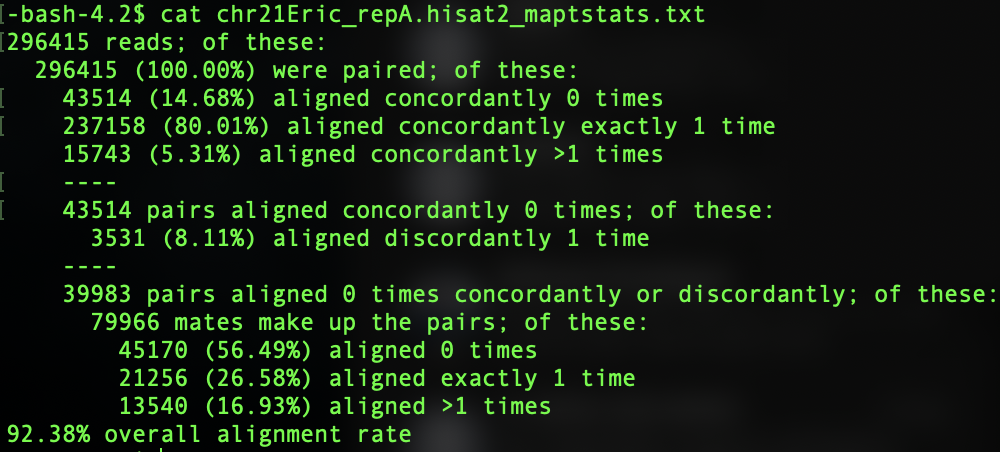 -bash-4.2$ cat chr21Eric_repA.hisat2_maptstats.txt
296415 reads; of these:
296415 (100.00%) were paired; of these:
43514 (14.68%) aligned concordantly 0 times
237158 (80.01%) aligned concordantly exactly 1 time
15743 (5.31%) aligned concordantly >1 times
----
43514 pairs aligned concordantly 0 times; of these:
3531 (8.11%) aligned discordantly 1 time
----
39983 pairs aligned 0 times concordantly or discordantly; of these:
79966 mates make up the pairs; of these:
45170 (56.49%) aligned 0 times
21256 (26.58%) aligned exactly 1 time
13540 (16.93%) aligned >1 times
92.38% overall alignment rate